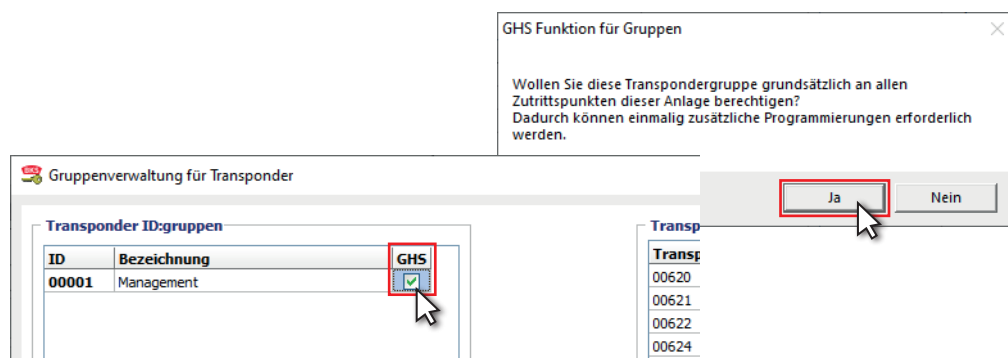 GHS Funktion für Gruppen
Wollen Sie diese Transpondergruppe grundsätzlich an allen
Zutrittspunkten dieser Anlage berechtigen?
Dadurch können einmalig zusätzliche Programmierungen erforderlich
werden.
Ja Nein
BKS Gruppenverwaltung für Transponder
Transponder ID:gruppen
ID Bezeichnung GHS
00001 Management
Transp
Transp
00620
00621
00622
00624